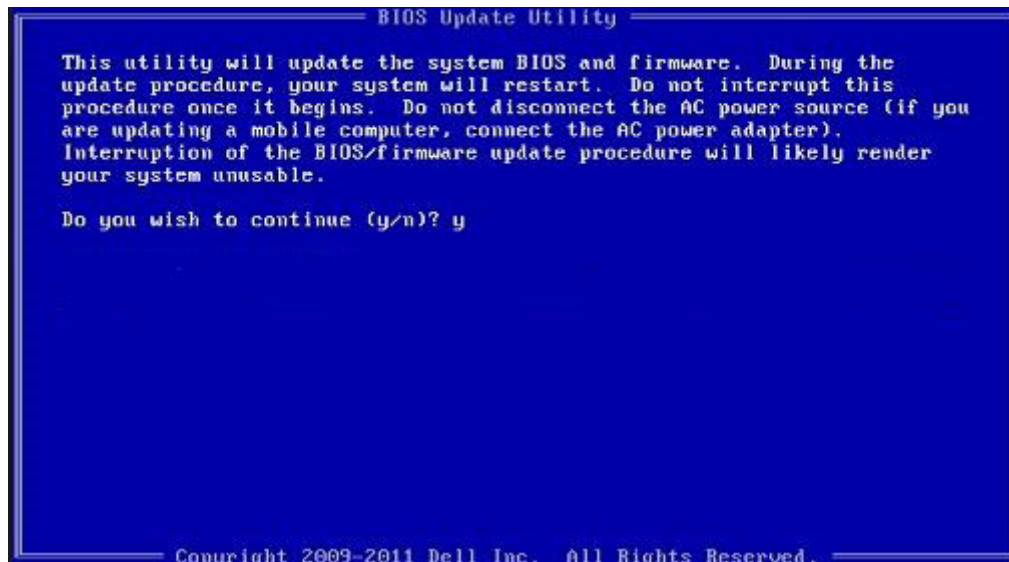 BIOS Update Utility
This utility will update the system BIOS and firmware. During the
update procedure, your system will restart. Do not interrupt this
procedure once it begins. Do not disconnect the AC power source (if you
are updating a mobile computer, connect the AC power adapter).
Interruption of the BIOS/firmware update procedure will likely render
your system unusable.
Do you wish to continue (y/n)? y
Copyright 2009-2011 Dell Inc. All Rights Reserved.